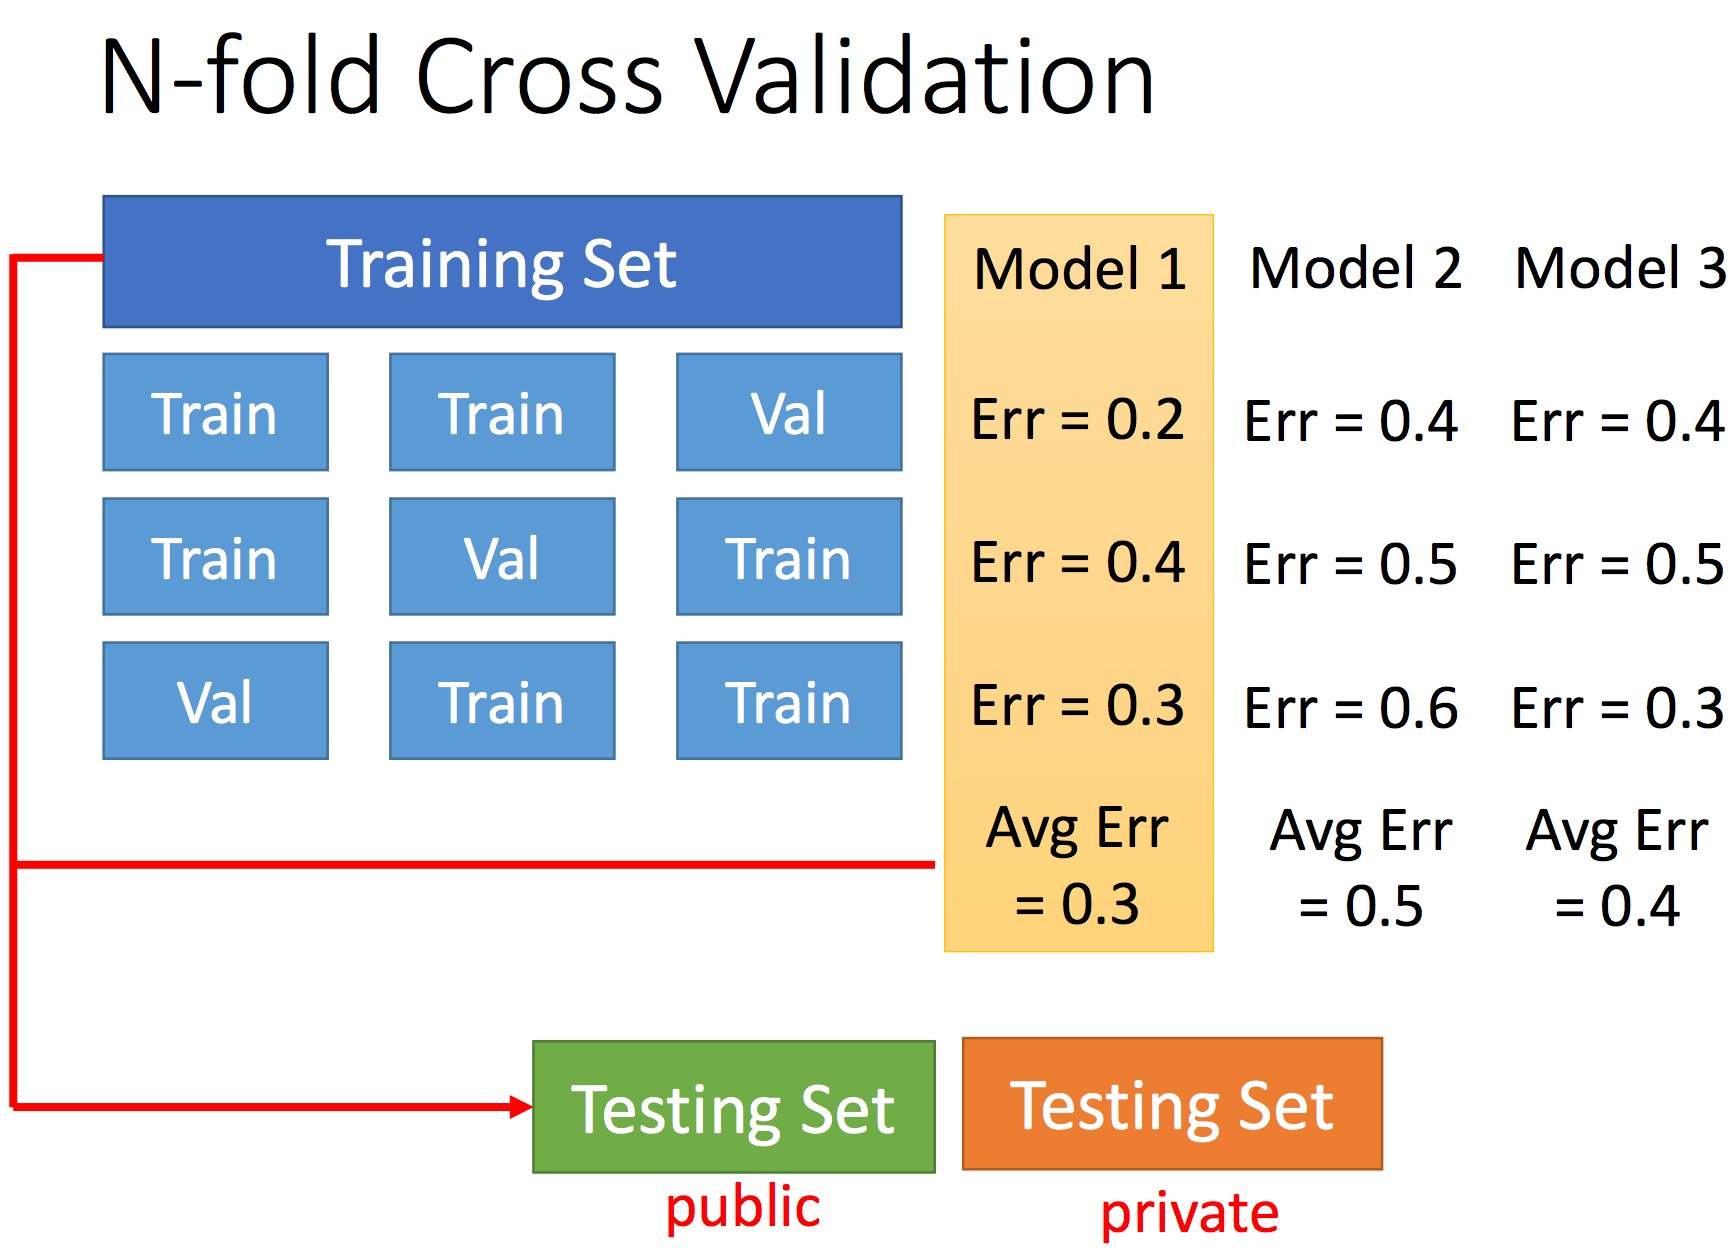 N-fold Cross Validation
Training Set
Model 1 Model 2 Model 3
Train Train Val Err = 0.2 Err = 0.4 Err = 0.4
Train Val Train Err = 0.4 Err = 0.5 Err = 0.5
Val Train Train Err = 0.3 Err = 0.6 Err = 0.3
Avg Err Avg Err Avg Err
= 0.3 = 0.5 = 0.4
Testing Set Testing Set
public private